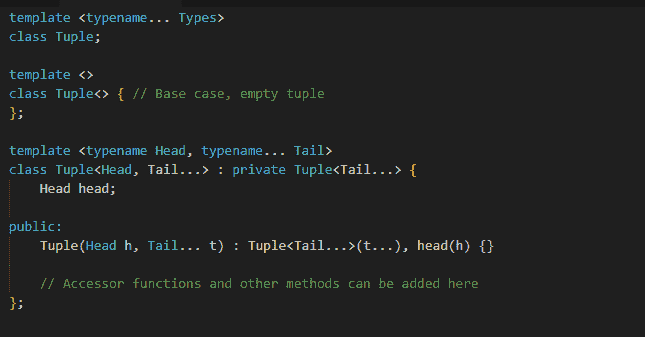 template <typename... Types>
class Tuple;
template <>
class Tuple<> { // Base case, empty tuple
};
template <typename Head, typename... Tail>
class Tuple<Head, Tail...> : private Tuple<Tail...> {
Head head;
public:
Tuple(Head h, Tail... t) : Tuple<Tail...>(t...), head(h) {}
// Accessor functions and other methods can be added here
};